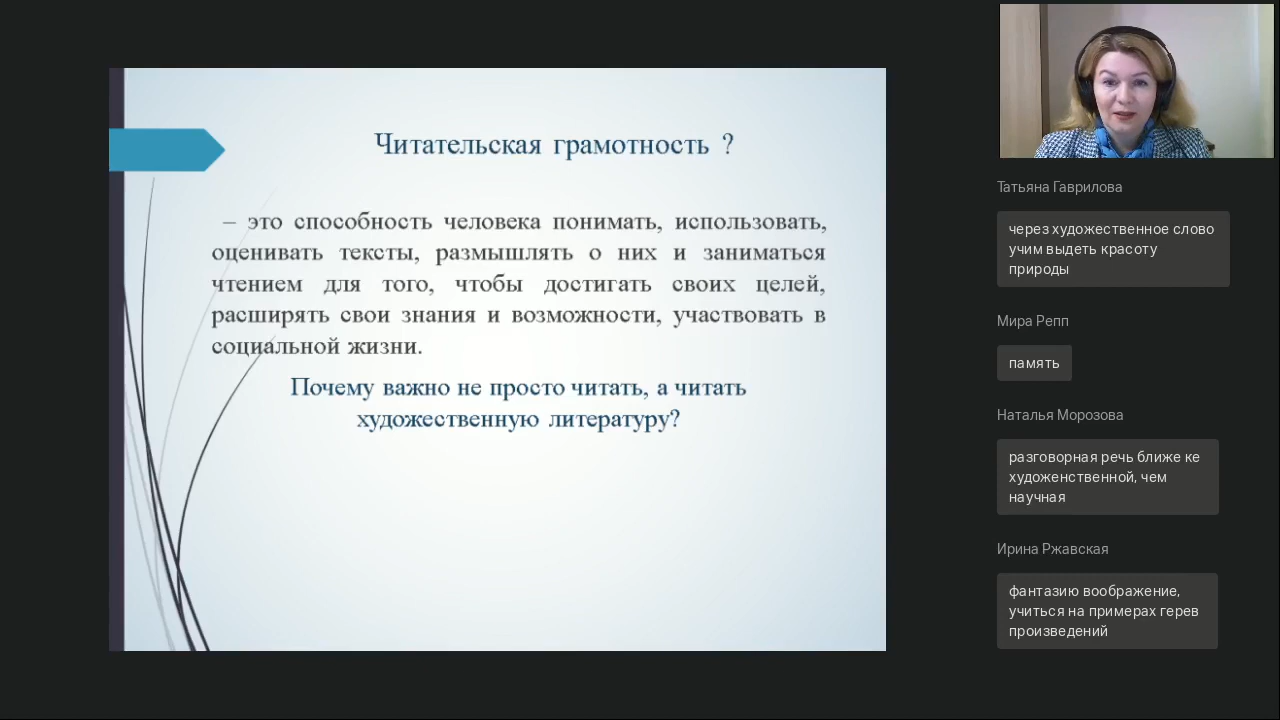 Читательская грамотность ?
– это способность человека понимать, использовать,
оценивать тексты, размышлять о них и заниматься
чтением для того, чтобы достигать своих целей,
расширять свои знания и возможности, участвовать в
социальной жизни.
Почему важно не просто читать, а читать
художественную литературу?
Татьяна Гаврилова
через художественное слово
учим выдеть красоту
природы
Мира Репп
память
Наталья Морозова
разговорная речь ближе ке
художенственной, чем
научная
Ирина Ржавская
фантазию воображение,
учиться на примерах герев
произведений